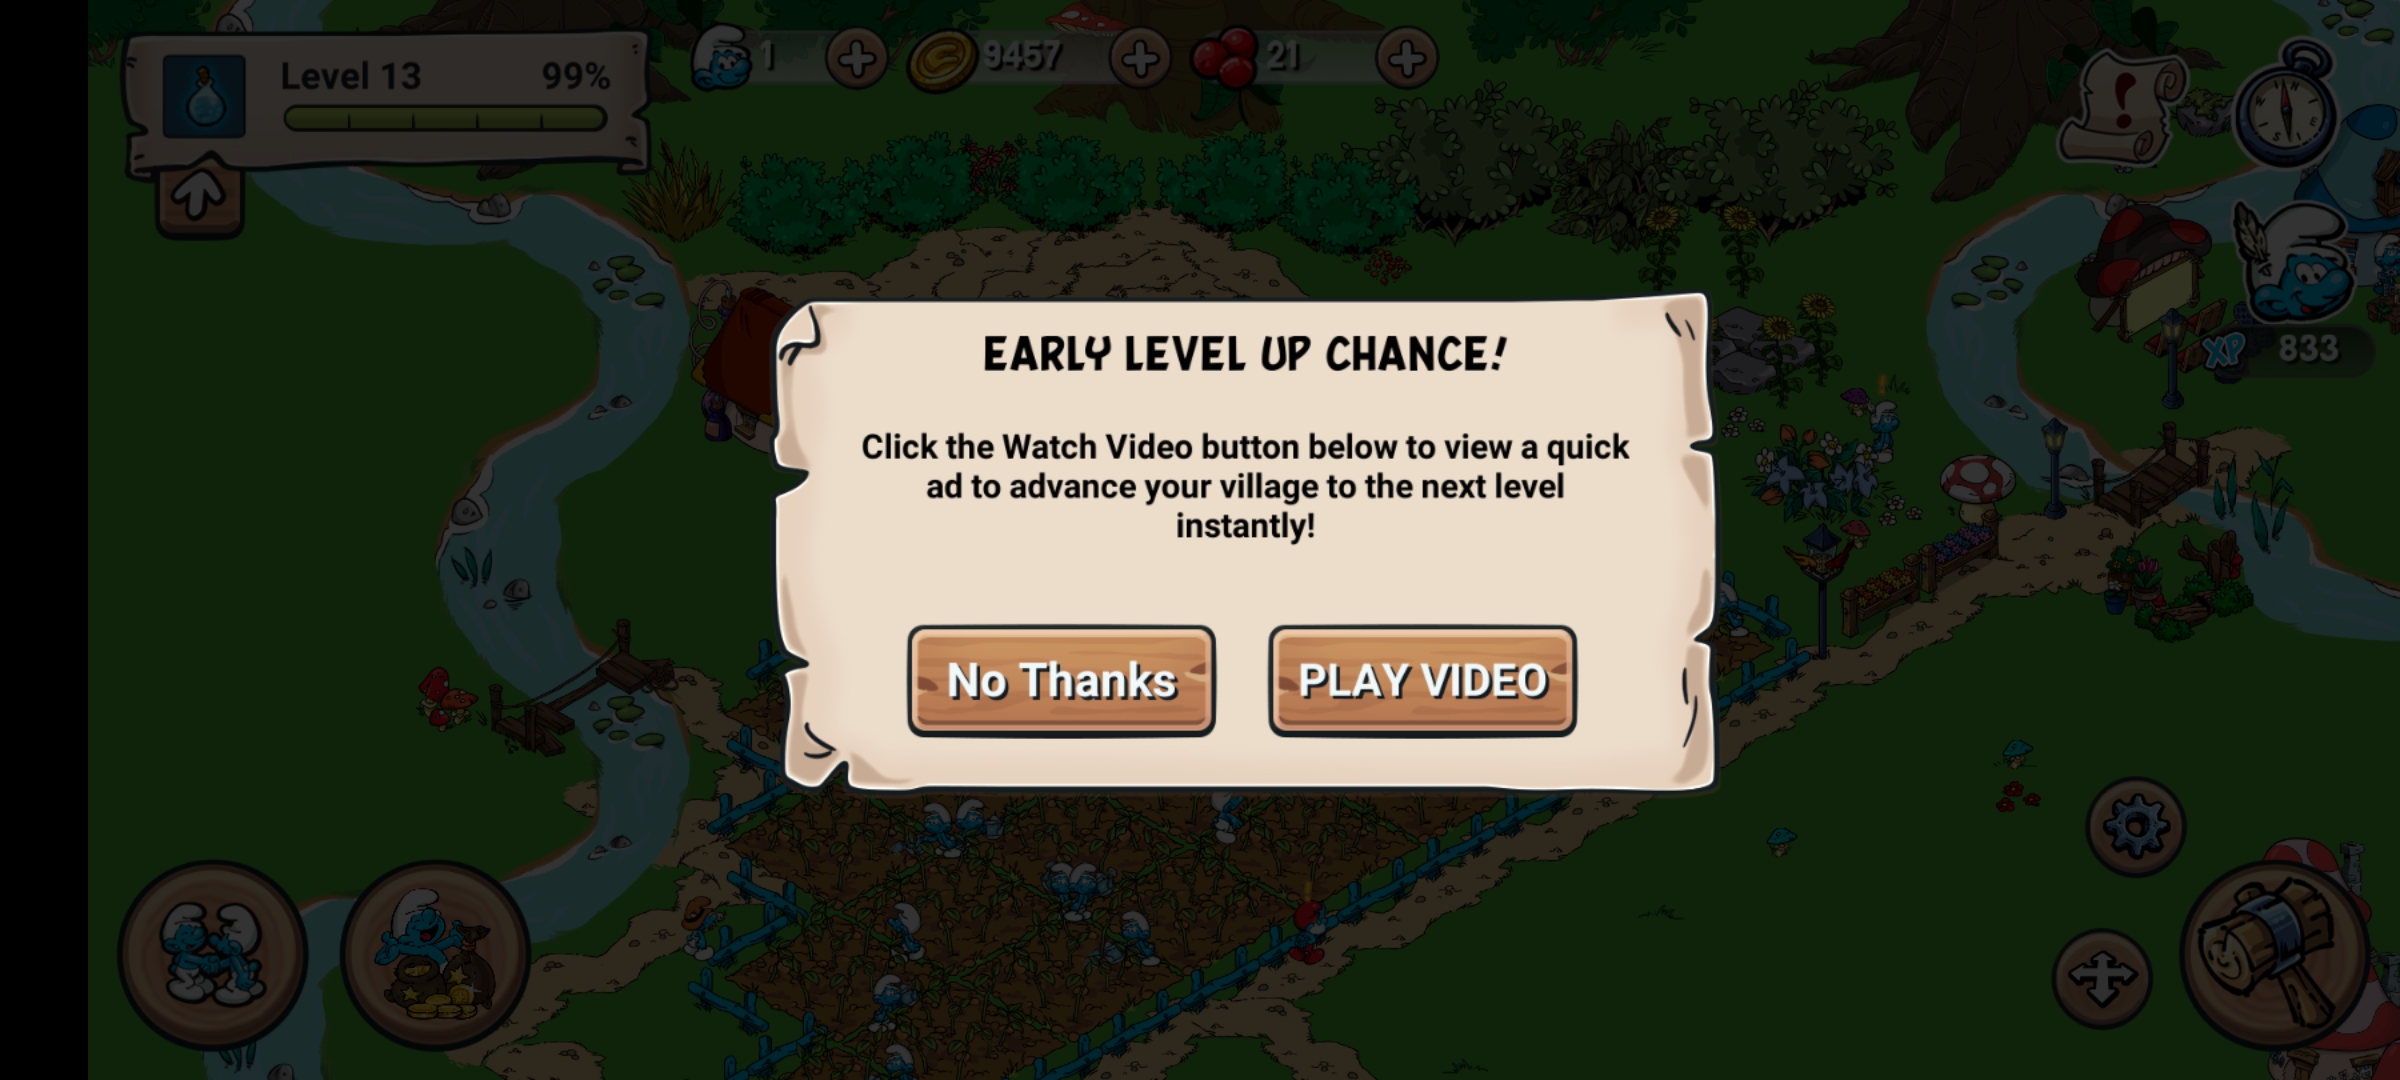 Level 13 99%
1
9457
21
XP 833
EARLY LEVEL UP CHANCE!
Click the Watch Video button below to view a quick
ad to advance your village to the next level
instantly!
No Thanks
PLAY VIDEO